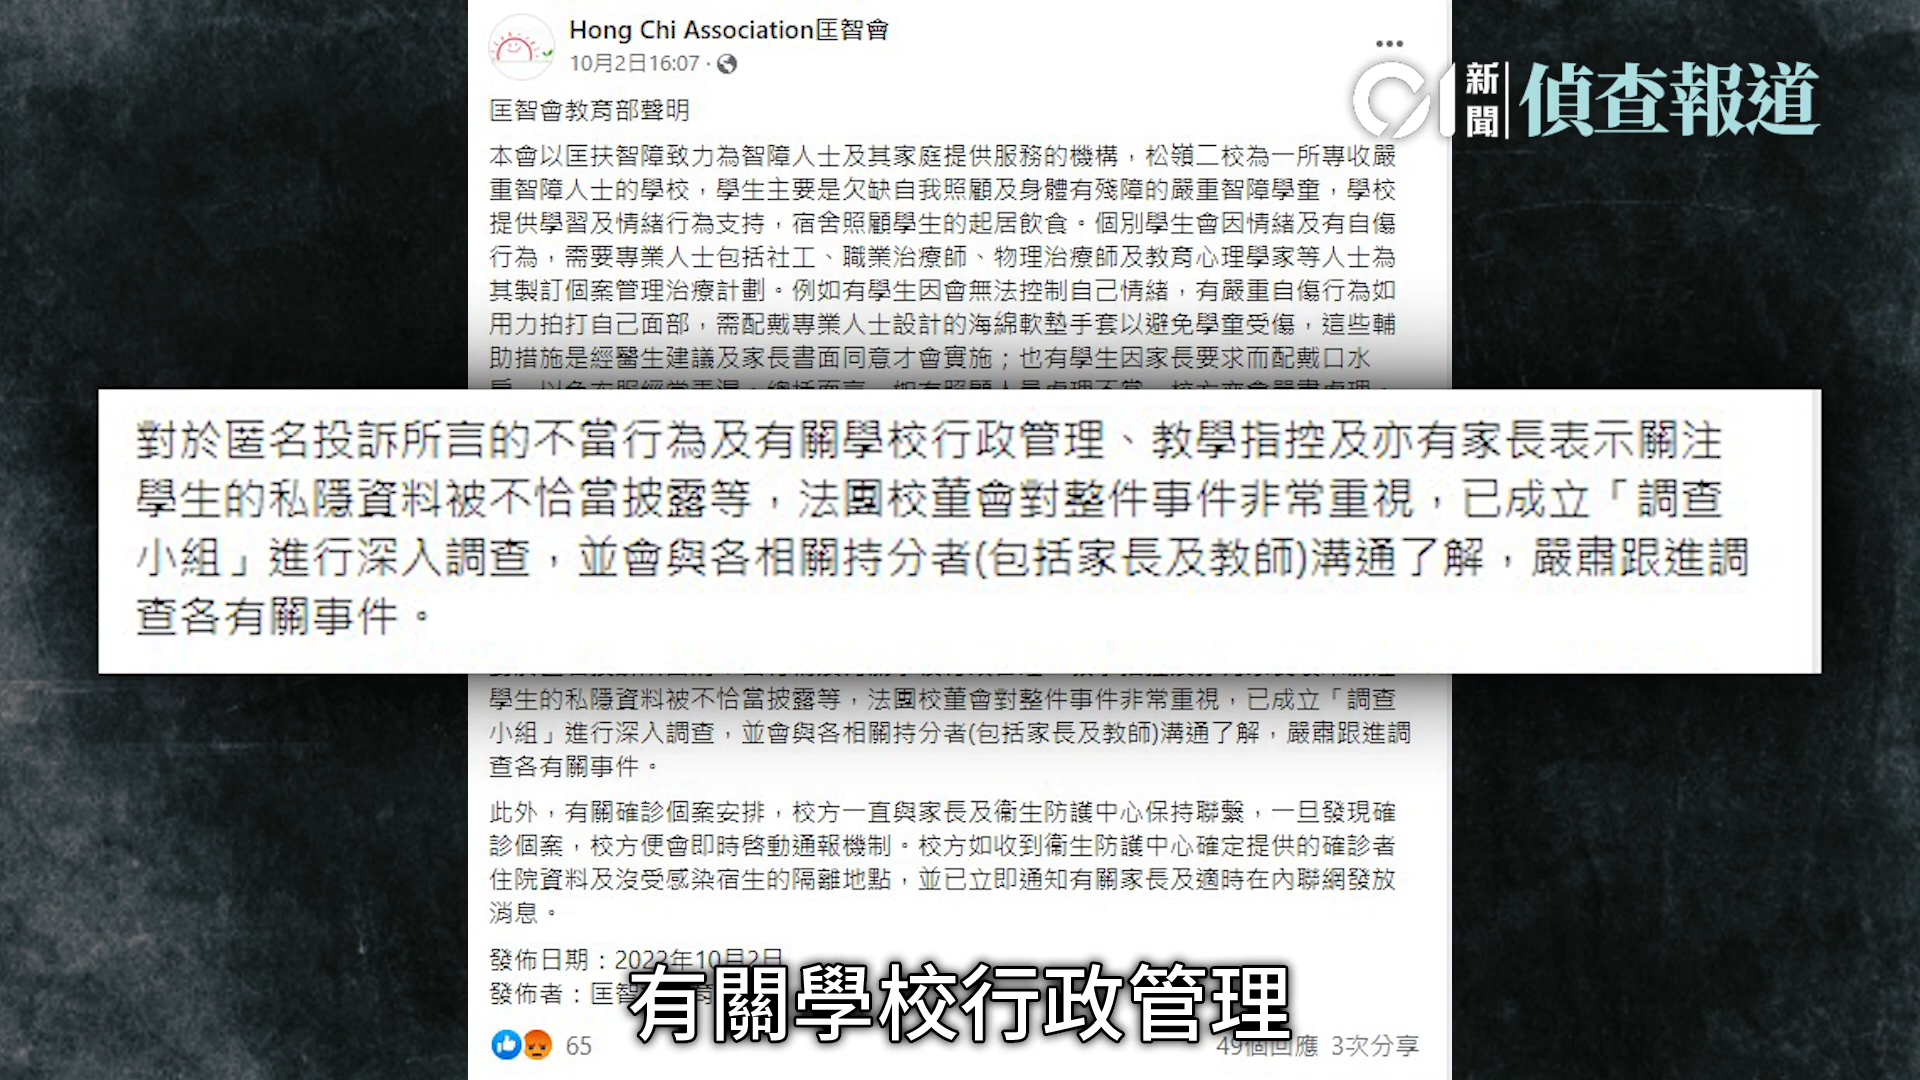 Hong Chi Association匡智會
10月2日16:07
匡智會教育部聲明
新聞
偵查報道
本會以匡扶智障致力為智障人士及其家庭提供服務的機構，松嶺二校為一所專收嚴
重智障人士的學校，學生主要是欠缺自我照顧及身體有殘障的嚴重智障學童，學校
提供學習及情緒行為支持，宿舍照顧學生的起居飲食。個別學生會因情緒及有自傷
行為，需要專業人士包括社工、職業治療師、物理治療師及教育心理學家等人士為
其製訂個案管理治療計劃。例如有學生因會無法控制自己情緒，有嚴重自傷行為如
用力拍打自己面部，需配戴專業人士設計的海綿軟墊手套以避免學童受傷，這些輔
助措施是經醫生建議及家長書面同意才會實施；也有學生因家長要求而配戴口水
對於匿名投訴所言的不當行為及有關學校行政管理、教學指控及亦有家長表示關注
學生的私隱資料被不恰當披露等，法團校董會對整件事件非常重視，已成立「調查
小組」進行深入調查，並會與各相關持分者(包括家長及教師)溝通了解，嚴肅跟進調
查各有關事件。
學生的私隱資料被不恰當披露等，法團校董會對整件事件非常重視，已成立「調查
小組」進行深入調查，並會與各相關持分者(包括家長及教師)溝通了解，嚴肅跟進調
查各有關事件。
此外，有關確診個案安排，校方一直與家長及衞生防護中心保持聯繫，一旦發現確
診個案，校方便會即時啓動通報機制。校方如收到衞生防護中心確定提供的確診者
住院資料及沒受感染宿生的隔離地點，並已立即通知有關家長及適時在內聯網發放
消息。
發佈日期：2022年10月2日
發佈者：匡智
有關學校行政管理
65
49個回應 3次分享